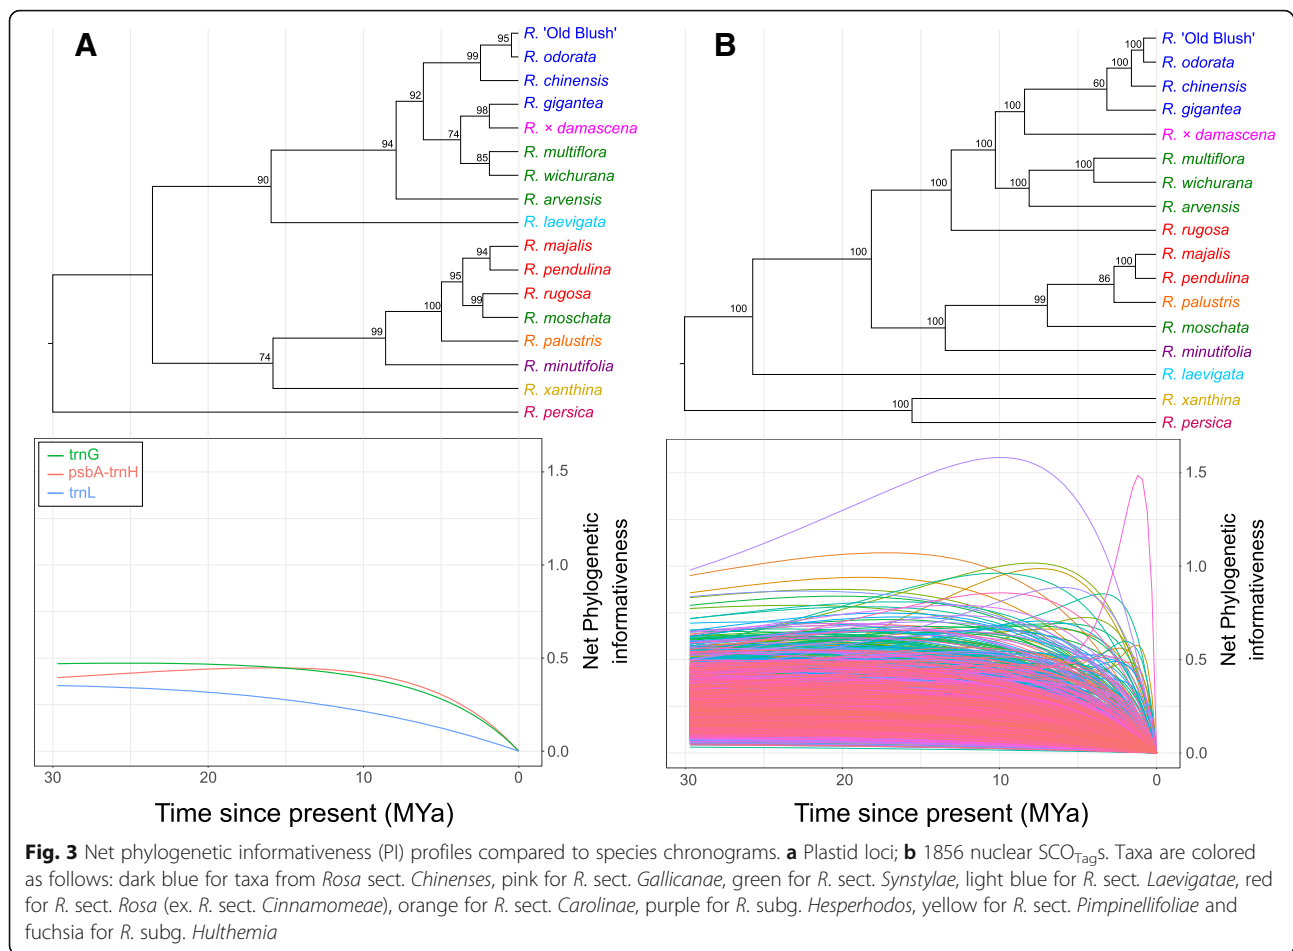 A
95
R. 'Old Blush'
R. odorata
99
R. chinensis
92
R. gigantea
98
R. × damascena
74
94
R. multiflora
85
R. wichurana
90
R. arvensis
R. laevigata
R. majalis
94
R. pendulina
95
R. rugosa
99
100
R. moschata
99
R. palustris
74
R. minutifolia
R. xanthina
R. persica
B
R. 'Old Blush'
100
R. odorata
100
R. chinensis
60
R. gigantea
100
R. × damascena
100
R. multiflora
100
R. wichurana
100
100
R. arvensis
R. rugosa
100
R. majalis
100
R. pendulina
86
R. palustris
99
R. moschata
100
R. minutifolia
100
R. laevigata
R. xanthina
100
R. persica
trnG
psbA-trnH
trnL
1.5
1.0
0.5
0.0
Net Phylogenetic
informativeness
30
20
10
0
Time since present (MYa)
1.5
1.0
0.5
0.0
Net Phylogenetic
informativeness
30
20
10
0
Time since present (MYa)
Fig. 3 Net phylogenetic informativeness (PI) profiles compared to species chronograms. a Plastid loci; b 1856 nuclear SCOTags. Taxa are colored
as follows: dark blue for taxa from Rosa sect. Chinenses, pink for R. sect. Gallicanae, green for R. sect. Synstylae, light blue for R. sect. Laevigatae, red
for R. sect. Rosa (ex. R. sect. Cinnamomeae), orange for R. sect. Carolinae, purple for R. subg. Hesperhodos, yellow for R. sect. Pimpinellifoliae and
fuchsia for R. subg. Hulthemia